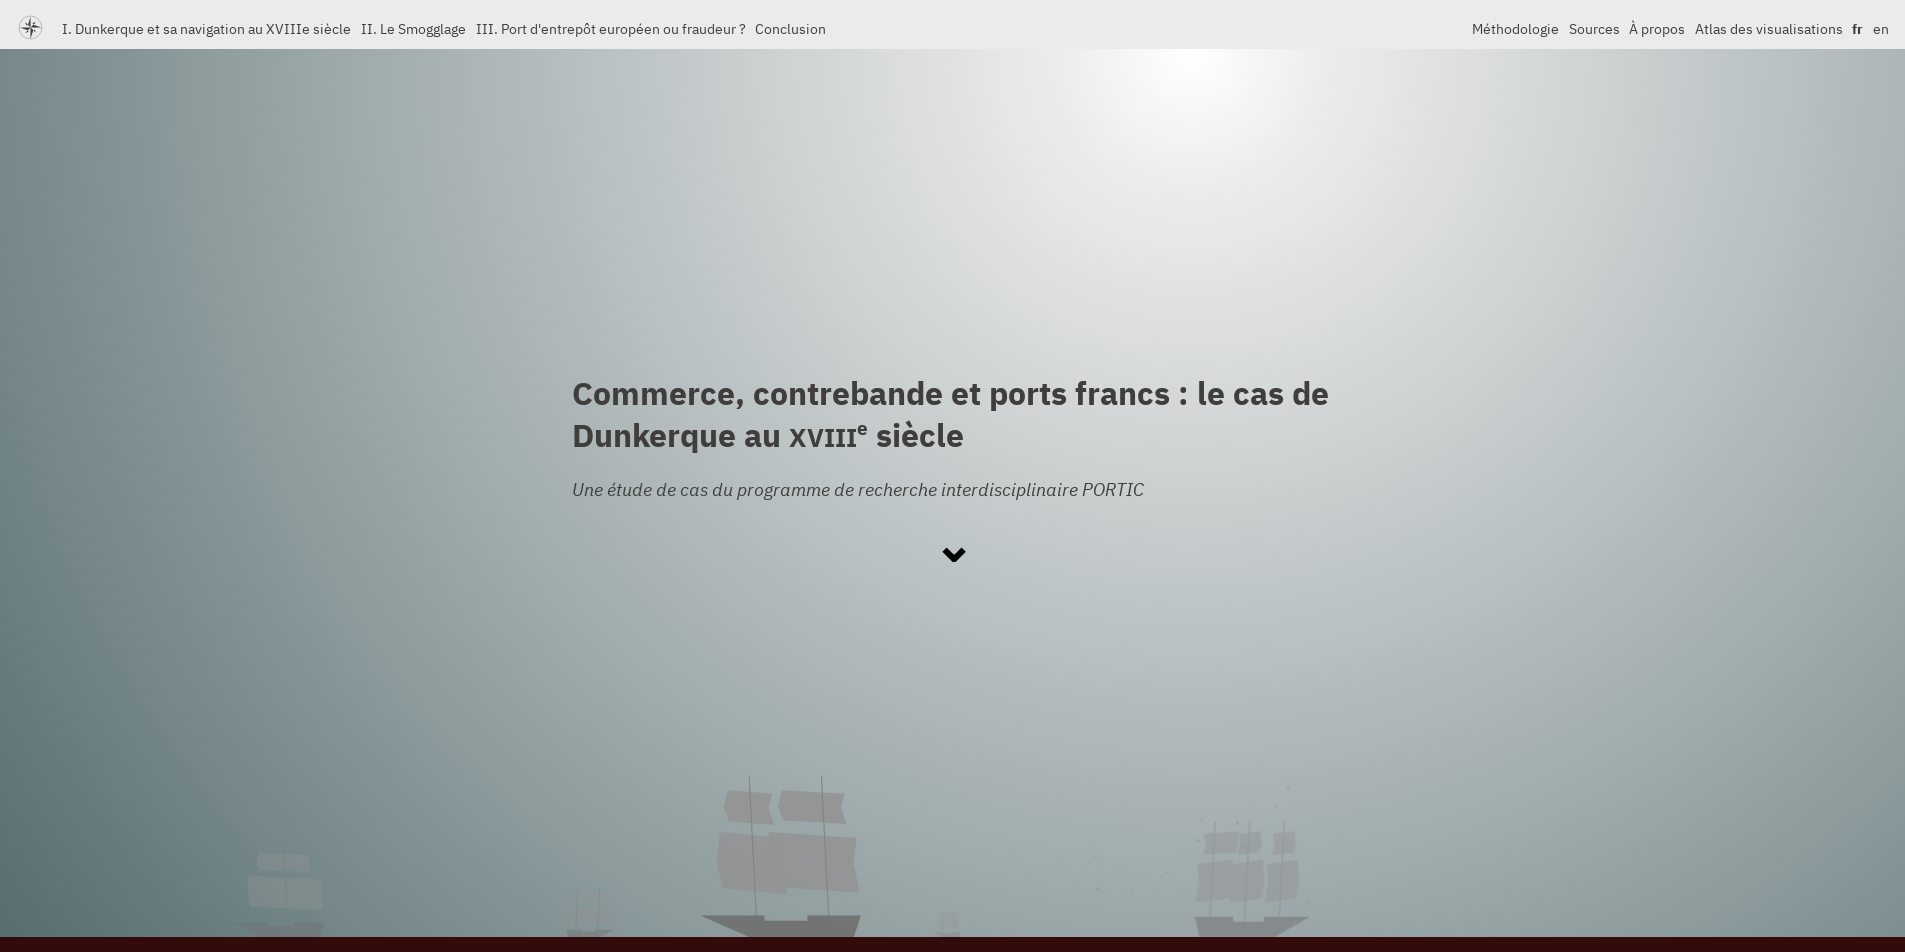 I. Dunkerque et sa navigation au XVIIIe siècle II. Le Smogglage III. Port d'entrepôt européen ou fraudeur ? Conclusion Méthodologie Sources À propos Atlas des visualisations fr en
Commerce, contrebande et ports francs : le cas de
Dunkerque au XVIIIe siècle
Une étude de cas du programme de recherche interdisciplinaire PORTIC